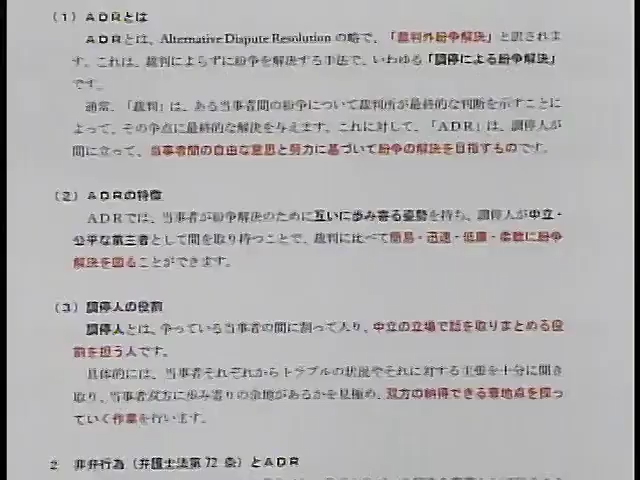 (1) ADRとは
ADRとは、Alternative Dispute Resolution の略で、「裁判外紛争解決」と訳されま
す。これは、裁判によらずに紛争を解決する手法で、いわゆる「調停による紛争解決」
です。
通常、「裁判」は、ある当事者間の紛争について裁判所が最終的な判断を示すことに
よって、その争点に最終的な解決を与えます。これに対して、「ADR」は、調停人が
間に立って、当事者間の自由な意思と努力に基づいて紛争の解決を目指すものです。
(2) ADRの特徴
ADRでは、当事者が紛争解決のために互いに歩み寄る姿勢を持ち、調停人が中立・
公平な第三者として間を取り持つことで、裁判に比べて簡易・迅速・低廉・柔軟に紛争
解決を図ることができます。
(3) 調停人の役割
調停人とは、争っている当事者の間に割って入り、中立の立場で話を取りまとめる役
割を担う人です。
具体的には、当事者それぞれからトラブルの状況やそれに対する主張を十分に聞き
取り、当事者双方に歩み寄りの余地があるかを見極め、双方の納得できる着地点を探っ
ていく作業を行います。
2 非弁行為（弁護士法第72条）とADR